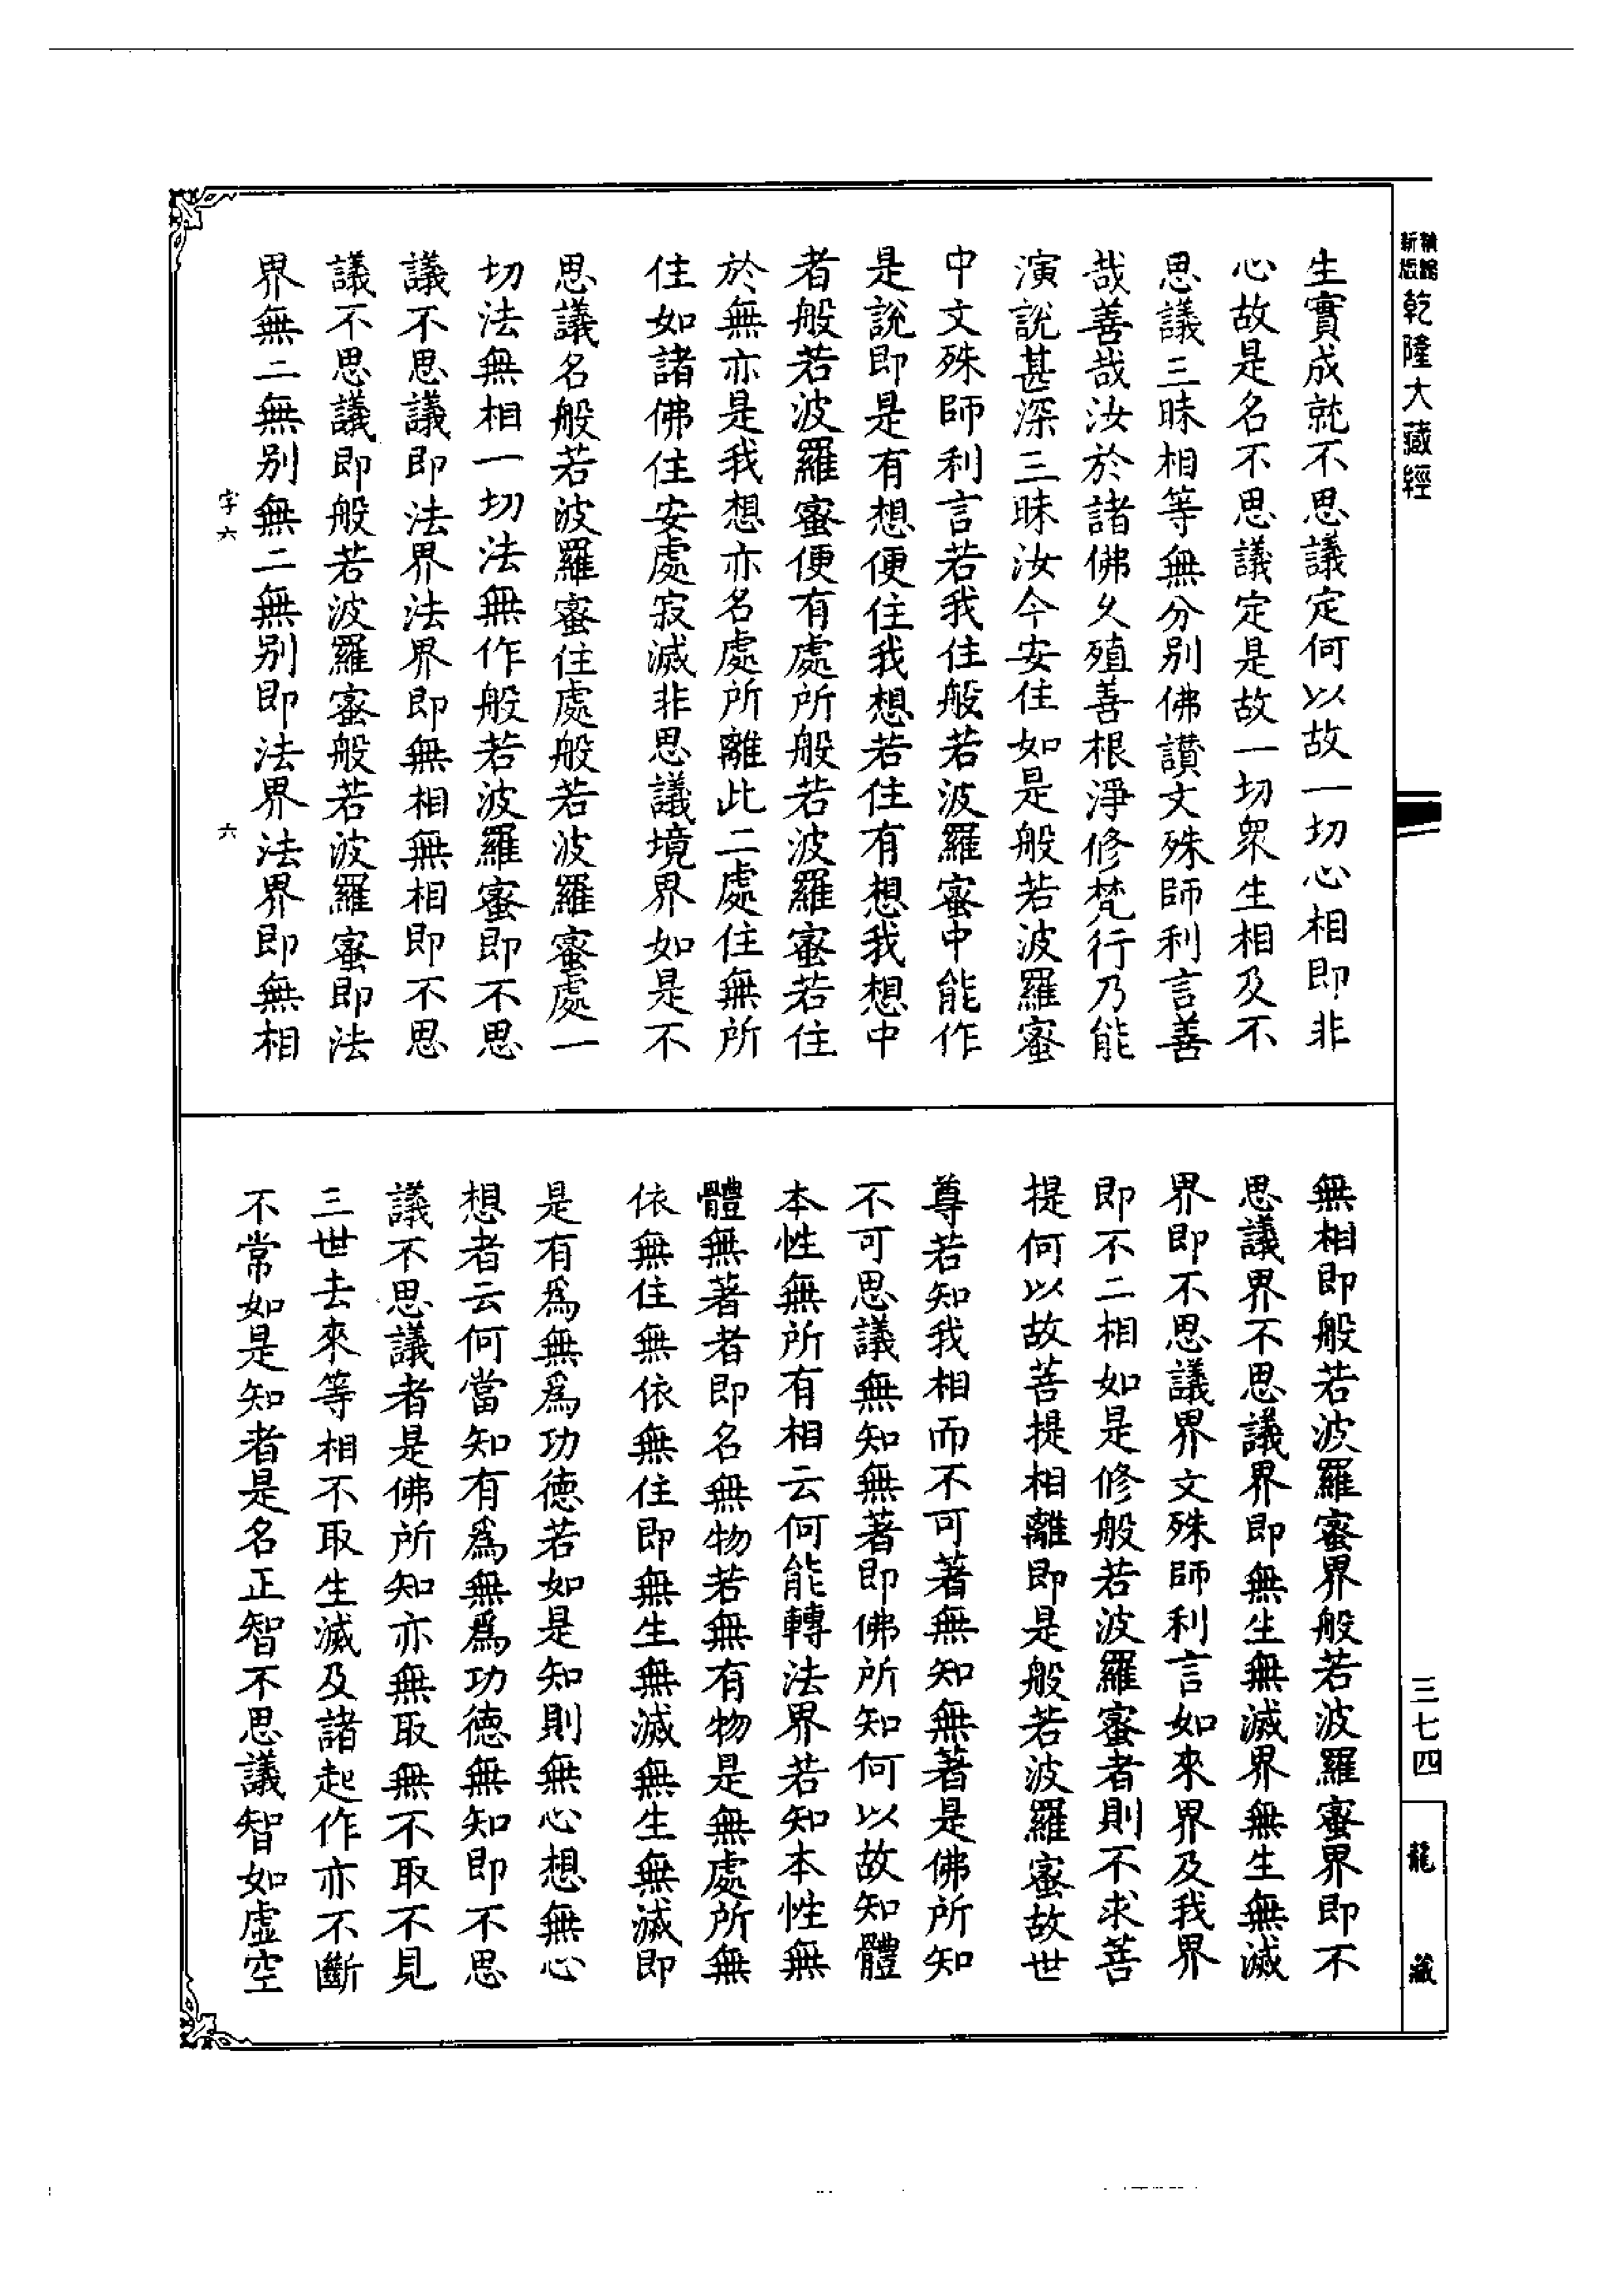 新版
精縮
乾隆大藏經
生實成就不思議定何以故一切心相即非
心故是名不思議定是故一切衆生相及不
思議三昧相等無分別佛讚文殊師利言善
哉善哉汝於諸佛久殖善根淨修梵行乃能
演說甚深三昧汝今安住如是般若波羅蜜
中文殊師利言若我住般若波羅蜜中能作
是說即是有想便住我想若住有想我想中
者般若波羅蜜便有處所般若波羅蜜若住
於無亦是我想亦名處所離此二處住無所
住如諸佛住安處寂滅非思議境界如是不
思議名般若波羅蜜住處般若波羅蜜處一
切法無相一切法無作般若波羅蜜即不思
議不思議即法界法界即無相無相即不思
議不思議即般若波羅蜜般若波羅蜜即法
界無二無別無二無別即法界法界即無相
字六
六
無相即般若波羅蜜界般若波羅蜜界即不
思議界不思議界即無生無滅界無生無滅
界即不思議界文殊師利言如來界及我界
即不二相如是修般若波羅蜜者則不求菩
提何以故菩提相離即是般若波羅蜜故世
尊若知我相而不可著無知無著是佛所知
不可思議無知無著即佛所知何以故知體
本性無所有相云何能轉法界若知本性無
體無著者即名無物若無有物是無處所無
依無住無依無住即無生無滅無生無滅即
是有爲無爲功德若如是知則無心想無心
想者云何當知有爲無爲功德無知即不思
議不思議者是佛所知亦無取無不取不見
三世去來等相不取生滅及諸起作亦不斷
不常如是知者是名正智不思議智如虛空
三七四
龍藏